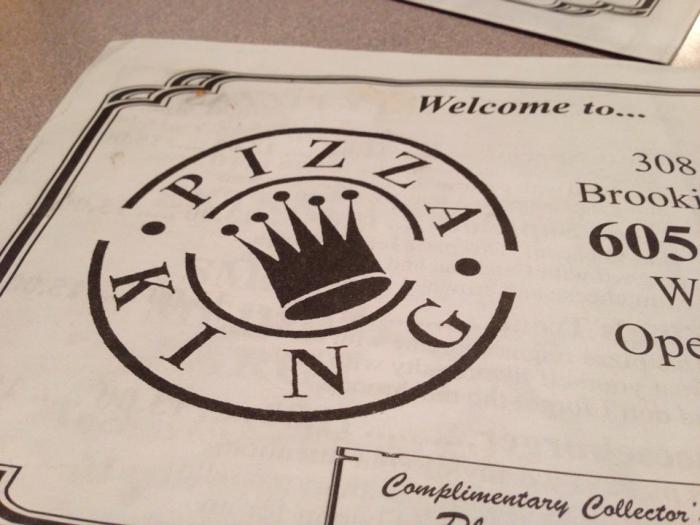 Welcome to...
PIZZA
KING
308
Brooki
605
W
Ope
Complimentary Collector